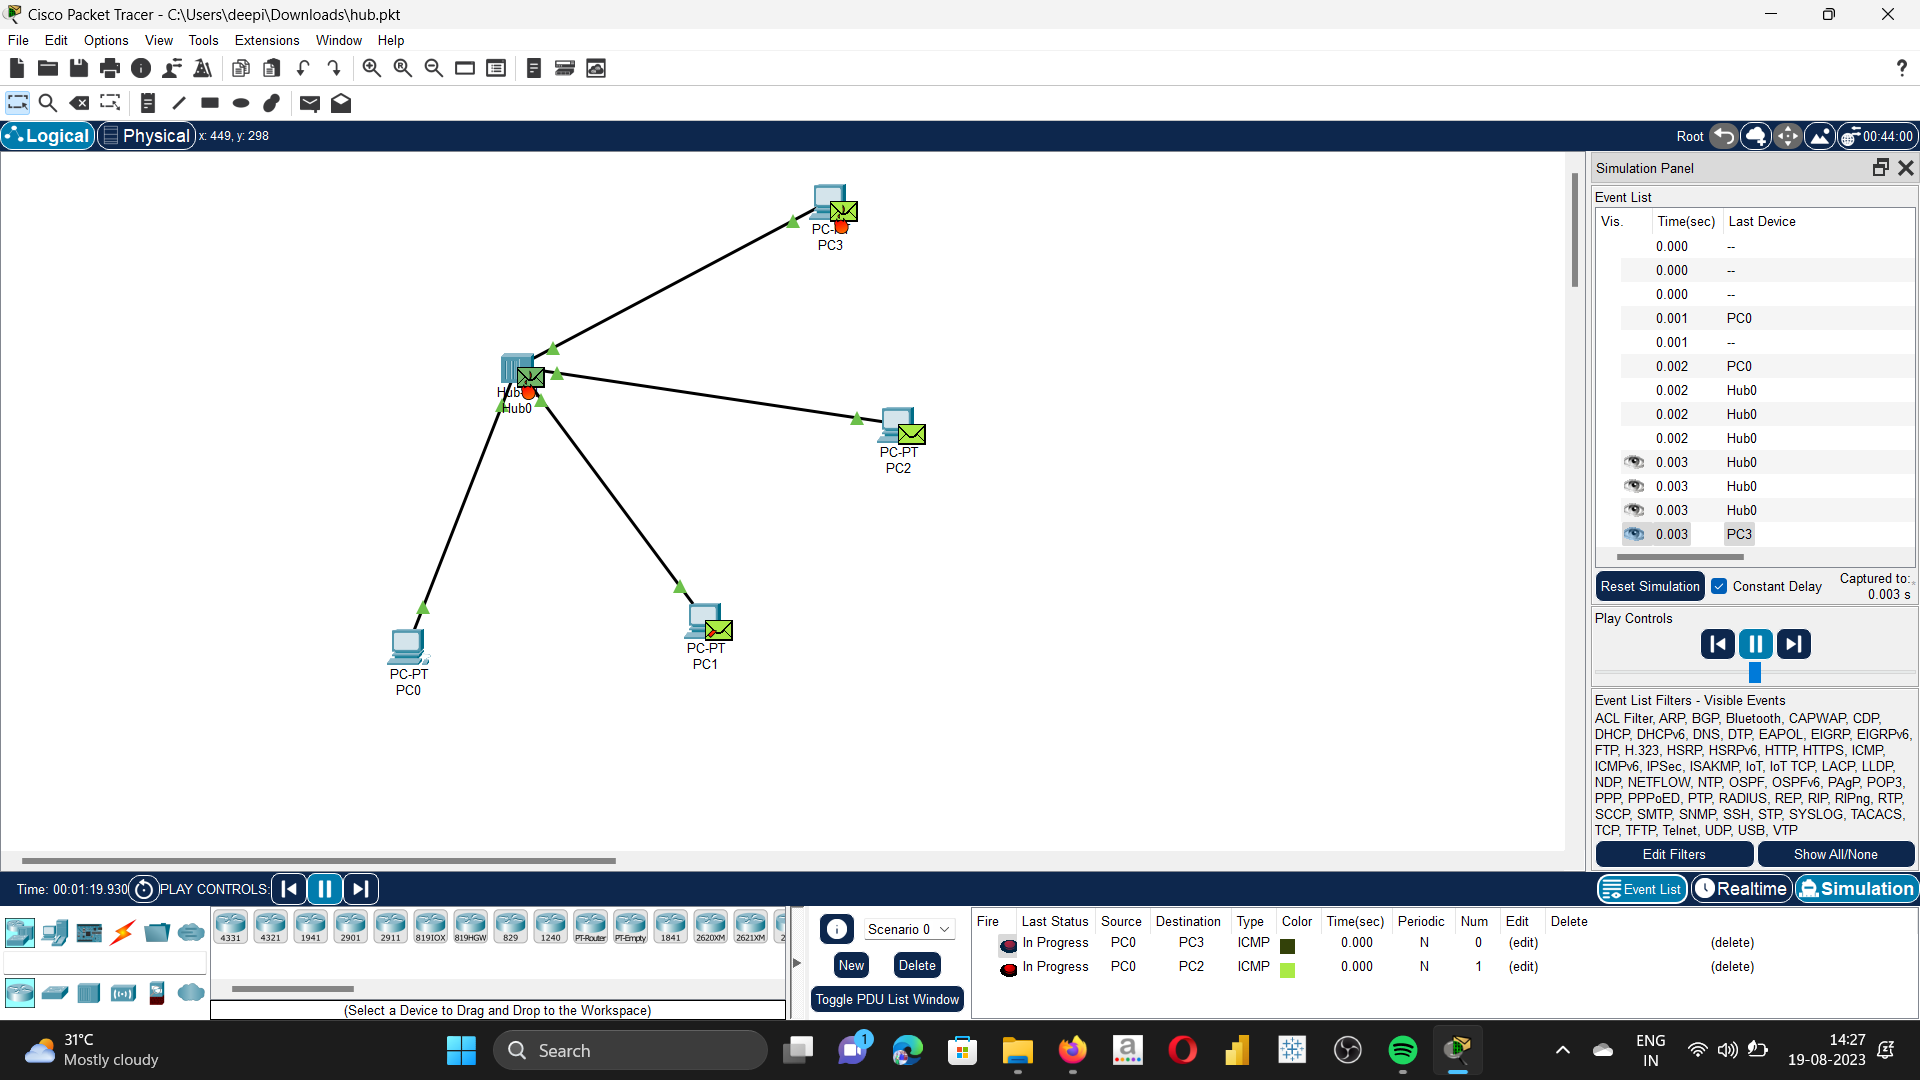 Cisco Packet Tracer - C:\Users\deepi\Downloads\hub.pkt
File Edit Options View Tools Extensions Window Help
?
Logical Physical x: 449, y: 298 Root 00:44:00
Simulation Panel
Event List
Vis. Time(sec) Last Device
0.000 --
0.000 --
0.000 --
0.001 PC0
0.001 --
0.002 PC0
0.002 Hub0
0.002 Hub0
0.002 Hub0
0.003 Hub0
0.003 Hub0
0.003 Hub0
0.003 PC3
Reset Simulation Constant Delay Captured to:
0.003 s
Play Controls
Event List Filters - Visible Events
ACL Filter, ARP, BGP, Bluetooth, CAPWAP, CDP,
DHCP, DHCPv6, DNS, DTP, EAPOL, EIGRP, EIGRPv6,
FTP, H.323, HSRP, HSRPv6, HTTP, HTTPS, ICMP,
ICMPv6, IPSec, ISAKMP, IoT, IoT TCP, LACP, LLDP,
NDP, NETFLOW, NTP, OSPF, OSPFv6, PAgP, POP3,
PPP, PPPoED, PTP, RADIUS, REP, RIP, RIPng, RTP,
SCCP, SMTP, SNMP, SSH, STP, SYSLOG, TACACS,
TCP, TFTP, Telnet, UDP, USB, VTP
Edit Filters Show All/None
PC3
Hub0
PC-PT
PC2
PC-PT
PC1
PC-PT
PC0
Time: 00:01:19.930 PLAY CONTROLS: Event List Realtime Simulation
4331 4321 1941 2901 2911 819IOX 819HGW 829 1240 PT-Router PT-Empty 1841 2620XM 2621XM
(Select a Device to Drag and Drop to the Workspace)
Scenario 0
New Delete
Toggle PDU List Window
Fire Last Status Source Destination Type Color Time(sec) Periodic Num Edit Delete
In Progress PC0 PC3 ICMP 0.000 N 0 (edit) (delete)
In Progress PC0 PC2 ICMP 0.000 N 1 (edit) (delete)
31°C
Mostly cloudy
Search
1
a
ENG
IN
14:27
19-08-2023